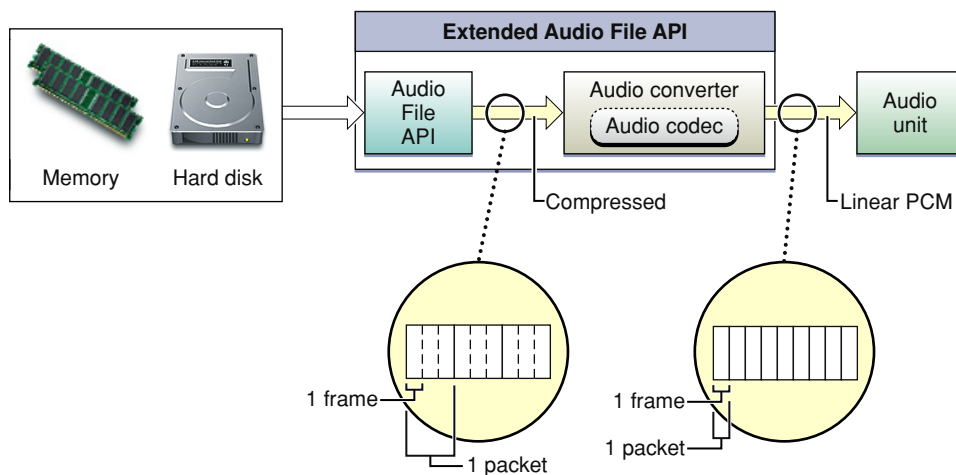 Extended Audio File API
Memory
Hard disk
Audio
File
API
Audio converter
Audio codec
Audio
unit
Compressed
Linear PCM
1 frame
1 packet
1 frame
1 packet